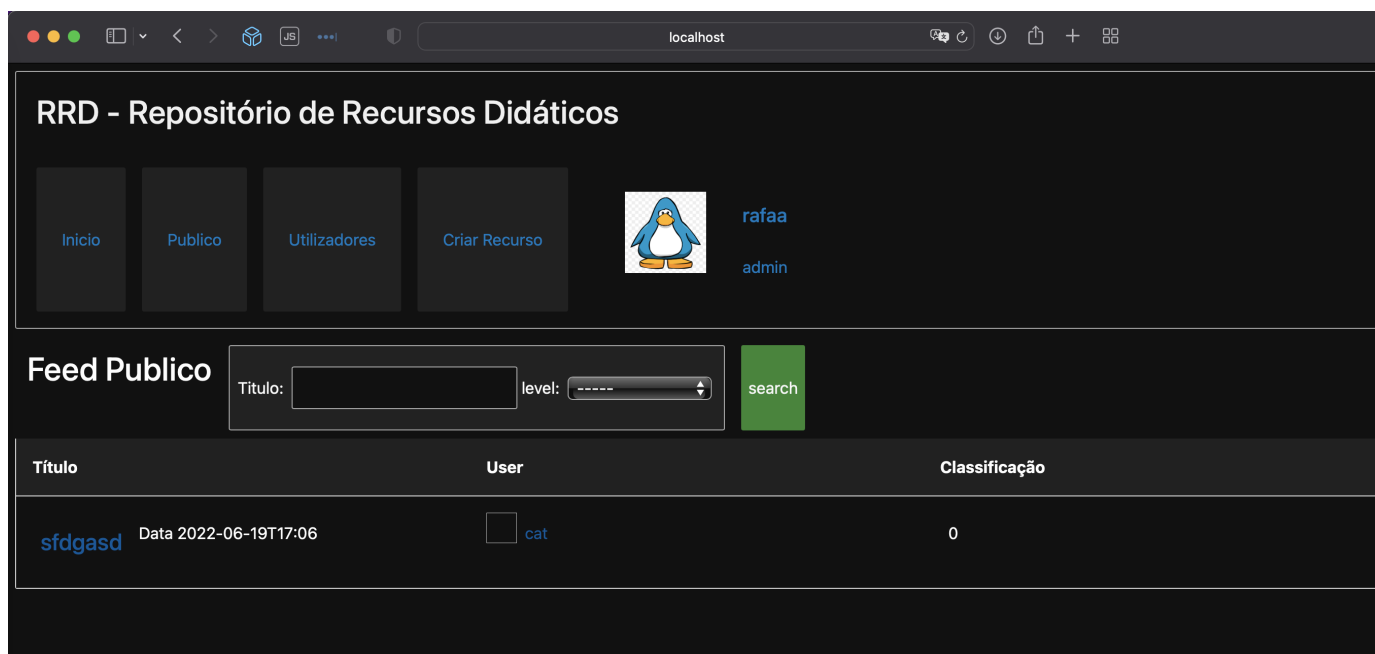 localhost
JS
RRD - Repositório de Recursos Didáticos
Inicio Publico Utilizadores Criar Recurso
rafaa
admin
Feed Publico
Titulo: level: ----- search
Título User Classificação
sfdgasd Data 2022-06-19T17:06 cat 0